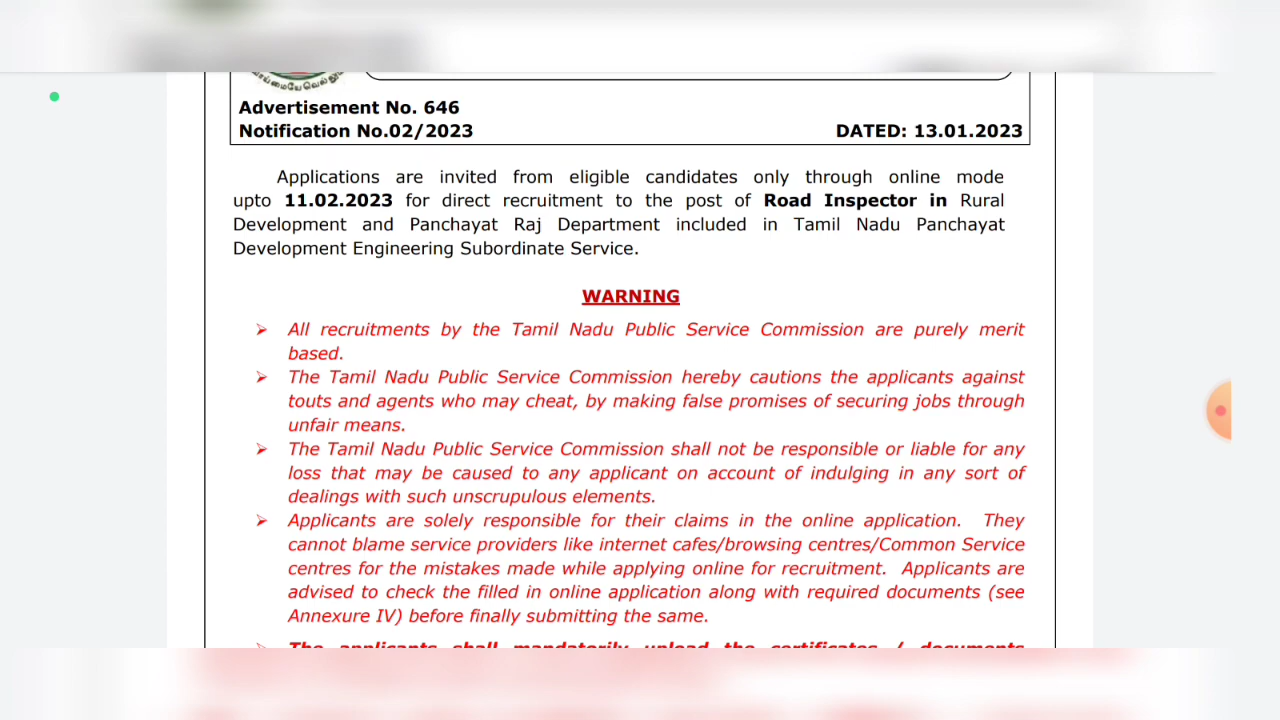 வாய்மையே வெல்
Advertisement No. 646
Notification No.02/2023
DATED: 13.01.2023
Applications are invited from eligible candidates only through online mode
upto 11.02.2023 for direct recruitment to the post of Road Inspector in Rural
Development and Panchayat Raj Department included in Tamil Nadu Panchayat
Development Engineering Subordinate Service.
WARNING
➢ All recruitments by the Tamil Nadu Public Service Commission are purely merit
based.
➢ The Tamil Nadu Public Service Commission hereby cautions the applicants against
touts and agents who may cheat, by making false promises of securing jobs through
unfair means.
➢ The Tamil Nadu Public Service Commission shall not be responsible or liable for any
loss that may be caused to any applicant on account of indulging in any sort of
dealings with such unscrupulous elements.
➢ Applicants are solely responsible for their claims in the online application. They
cannot blame service providers like internet cafes/browsing centres/Common Service
centres for the mistakes made while applying online for recruitment. Applicants are
advised to check the filled in online application along with required documents (see
Annexure IV) before finally submitting the same.
➢ The applicants shall mandatorily upload the certificates / documents